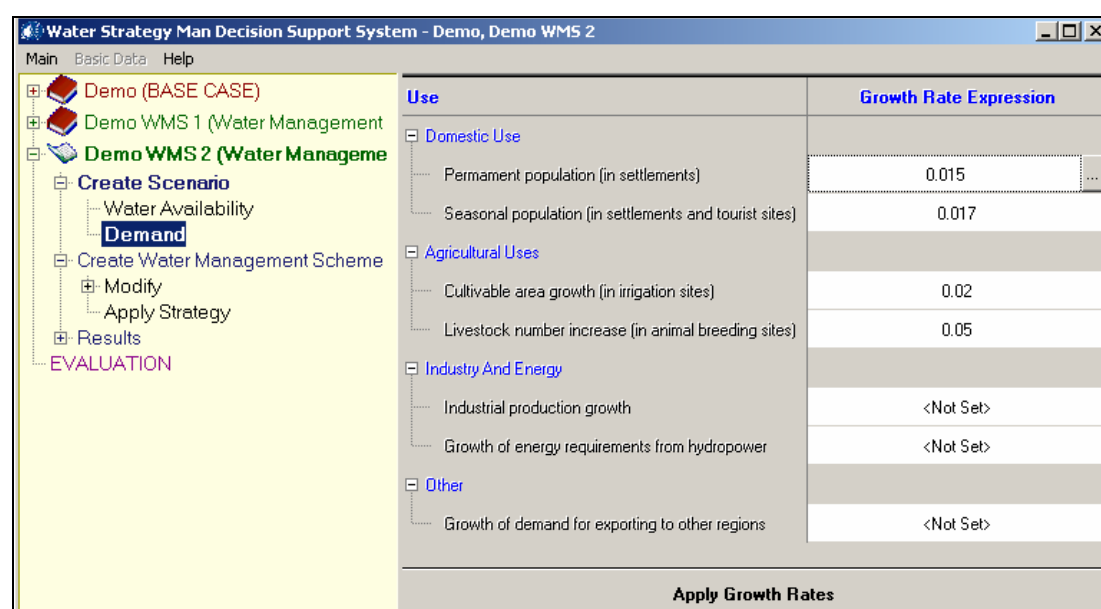 Water Strategy Man Decision Support System - Demo, Demo WMS 2
Main Basic Data Help
Demo (BASE CASE)
Demo WMS 1 (Water Management
Demo WMS 2 (Water Manageme
Create Scenario
Water Availability
Demand
Create Water Management Scheme
Modify
Apply Strategy
Results
EVALUATION
Use Growth Rate Expression
Domestic Use
Permament population (in settlements) 0.015 ...
Seasonal population (in settlements and tourist sites) 0.017
Agricultural Uses
Cultivable area growth (in irrigation sites) 0.02
Livestock number increase (in animal breeding sites) 0.05
Industry And Energy
Industrial production growth <Not Set>
Growth of energy requirements from hydropower <Not Set>
Other
Growth of demand for exporting to other regions <Not Set>
Apply Growth Rates